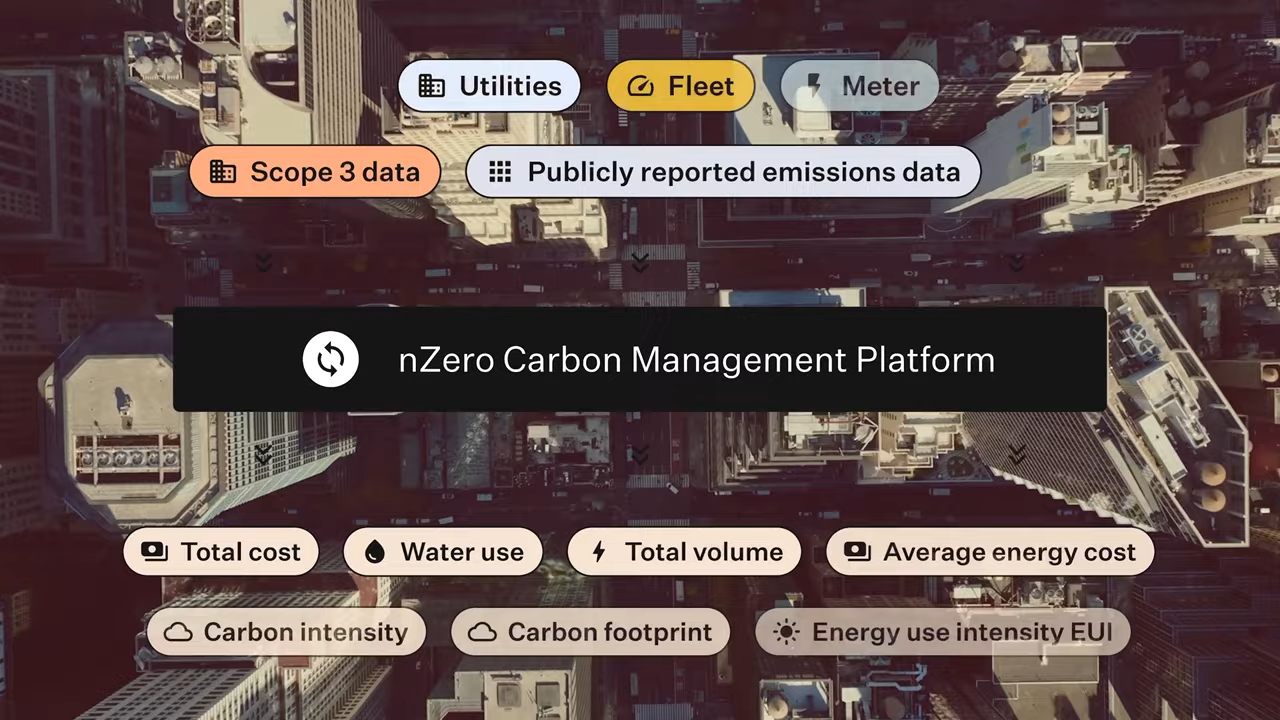 Utilities Fleet Meter
Scope 3 data Publicly reported emissions data
nZero Carbon Management Platform
Total cost Water use Total volume Average energy cost
Carbon intensity Carbon footprint Energy use intensity EUI